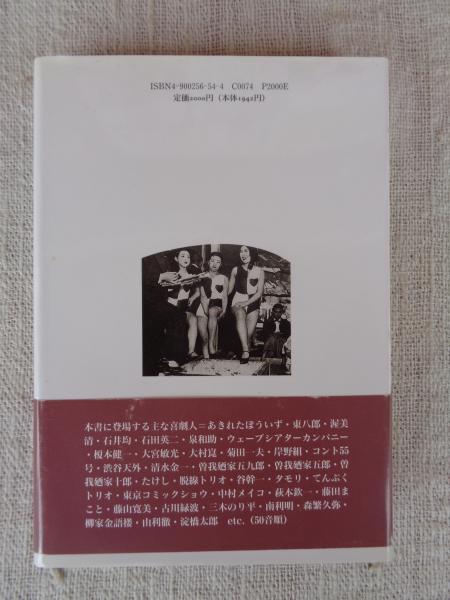 ISBN4-900256-54-4 C0074 P2000E
定価2000円（本体1942円）
本書に登場する主な喜劇人＝あきれたぼういず・東八郎・渥美
清・石井均・石田英二・泉和助・ウェーブシアターカンパニー
・榎本健一・大宮敏光・大村崑・菊田一夫・岸野組・コント55
号・渋谷天外・清水金一・曽我廼家五九郎・曽我廼家五郎・曽
我廼家十郎・たけし・脱線トリオ・谷幹一・タモリ・てんぷく
トリオ・東京コミックショウ・中村メイコ・萩本欽一・藤田ま
こと・藤山寛美・古川緑波・三木のり平・南利明・森繁久弥・
柳家金語楼・由利徹・淀橋太郎 etc.（50音順）